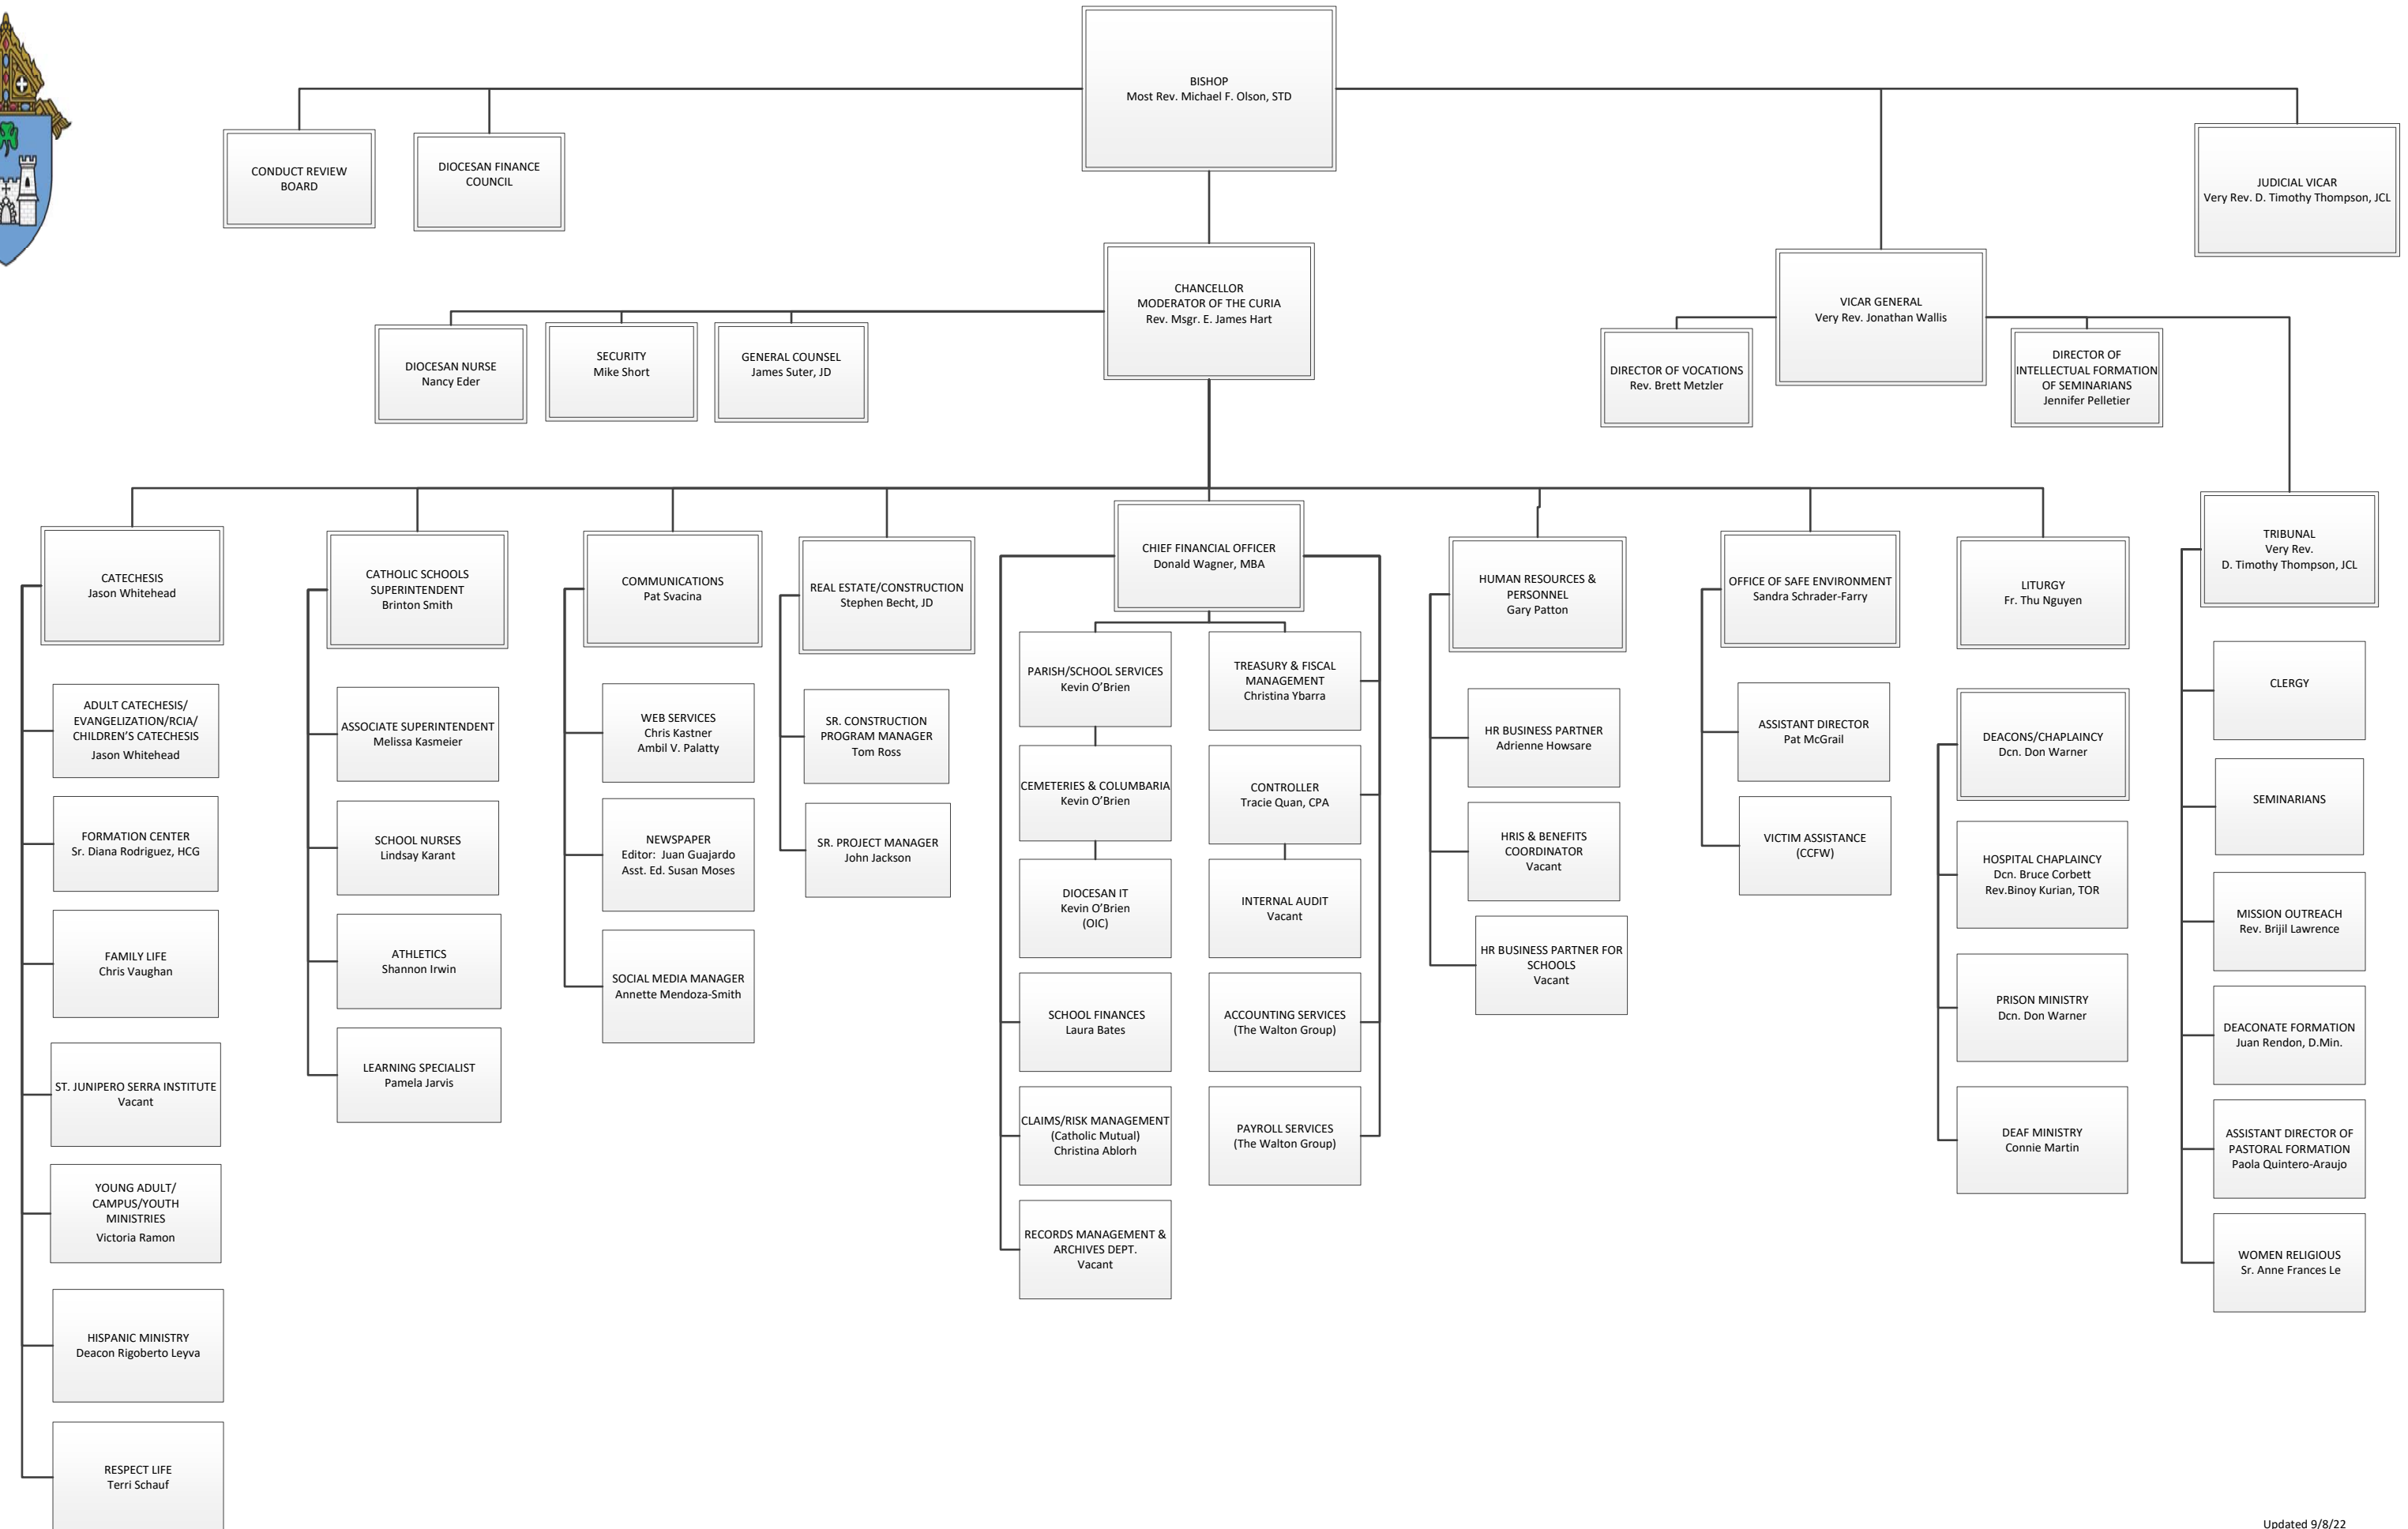 BISHOP
Most Rev. Michael F. Olson, STD
CONDUCT REVIEW
BOARD
DIOCESAN FINANCE
COUNCIL
JUDICIAL VICAR
Very Rev. D. Timothy Thompson, JCL
CHANCELLOR
MODERATOR OF THE CURIA
Rev. Msgr. E. James Hart
VICAR GENERAL
Very Rev. Jonathan Wallis
DIOCESAN NURSE
Nancy Eder
SECURITY
Mike Short
GENERAL COUNSEL
James Suter, JD
DIRECTOR OF VOCATIONS
Rev. Brett Metzler
DIRECTOR OF
INTELLECTUAL FORMATION
OF SEMINARIANS
Jennifer Pelletier
CATECHESIS
Jason Whitehead
ADULT CATECHESIS/
EVANGELIZATION/RCIA/
CHILDREN’S CATECHESIS
Jason Whitehead
FORMATION CENTER
Sr. Diana Rodriguez, HCG
FAMILY LIFE
Chris Vaughan
ST. JUNIPERO SERRA INSTITUTE
Vacant
YOUNG ADULT/
CAMPUS/YOUTH
MINISTRIES
Victoria Ramon
HISPANIC MINISTRY
Deacon Rigoberto Leyva
RESPECT LIFE
Terri Schauf
CATHOLIC SCHOOLS
SUPERINTENDENT
Brinton Smith
ASSOCIATE SUPERINTENDENT
Melissa Kasmeier
SCHOOL NURSES
Lindsay Karant
ATHLETICS
Shannon Irwin
LEARNING SPECIALIST
Pamela Jarvis
COMMUNICATIONS
Pat Svacina
WEB SERVICES
Chris Kastner
Ambil V. Palatty
NEWSPAPER
Editor:  Juan Guajardo
Asst. Ed. Susan Moses
SOCIAL MEDIA MANAGER
Annette Mendoza-Smith
REAL ESTATE/CONSTRUCTION
Stephen Becht, JD
SR. CONSTRUCTION
PROGRAM MANAGER
Tom Ross
SR. PROJECT MANAGER
John Jackson
CHIEF FINANCIAL OFFICER
Donald Wagner, MBA
PARISH/SCHOOL SERVICES
Kevin O’Brien
CEMETERIES & COLUMBARIA
Kevin O’Brien
DIOCESAN IT
Kevin O’Brien
(OIC)
SCHOOL FINANCES
Laura Bates
CLAIMS/RISK MANAGEMENT
(Catholic Mutual)
Christina Ablorh
RECORDS MANAGEMENT &
ARCHIVES DEPT.
Vacant
TREASURY & FISCAL
MANAGEMENT
Christina Ybarra
CONTROLLER
Tracie Quan, CPA
INTERNAL AUDIT
Vacant
ACCOUNTING SERVICES
(The Walton Group)
PAYROLL SERVICES
(The Walton Group)
HUMAN RESOURCES &
PERSONNEL
Gary Patton
HR BUSINESS PARTNER
Adrienne Howsare
HRIS & BENEFITS
COORDINATOR
Vacant
HR BUSINESS PARTNER FOR
SCHOOLS
Vacant
OFFICE OF SAFE ENVIRONMENT
Sandra Schrader-Farry
ASSISTANT DIRECTOR
Pat McGrail
VICTIM ASSISTANCE
(CCFW)
LITURGY
Fr. Thu Nguyen
DEACONS/CHAPLAINCY
Dcn. Don Warner
HOSPITAL CHAPLAINCY
Dcn. Bruce Corbett
Rev.Binoy Kurian, TOR
PRISON MINISTRY
Dcn. Don Warner
DEAF MINISTRY
Connie Martin
TRIBUNAL
Very Rev.
D. Timothy Thompson, JCL
CLERGY
SEMINARIANS
MISSION OUTREACH
Rev. Brijil Lawrence
DEACONATE FORMATION
Juan Rendon, D.Min.
ASSISTANT DIRECTOR OF
PASTORAL FORMATION
Paola Quintero-Araujo
WOMEN RELIGIOUS
Sr. Anne Frances Le
Updated 9/8/22